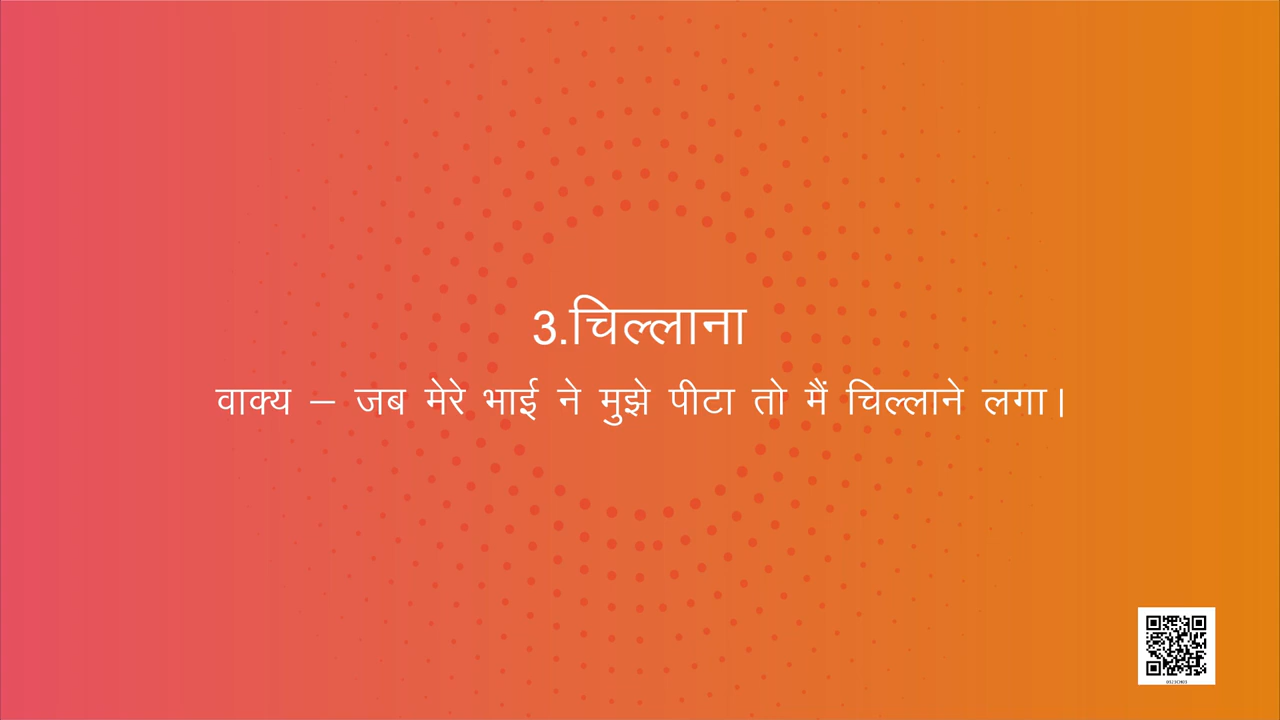 3.चिल्लाना
वाक्य – जब मेरे भाई ने मुझे पीटा तो मैं चिल्लाने लगा।